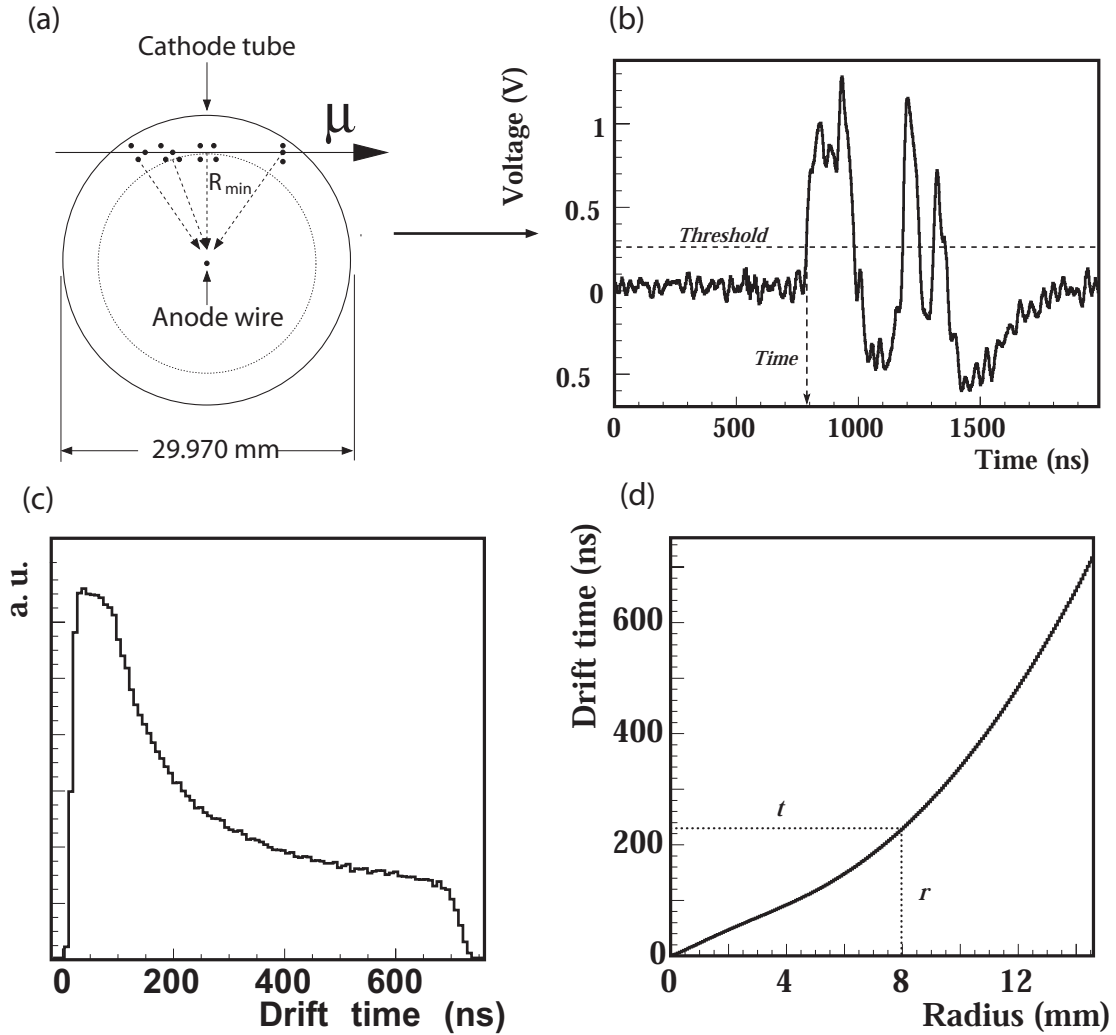 (a)
Cathode tube
μ
R min
Anode wire
29.970 mm
(b)
Voltage (V)
1
0.5
0
0.5
Threshold
Time
0 500 1000 1500
Time (ns)
(c)
a. u.
0 200 400 600
Drift time (ns)
(d)
Drift time (ns)
600
400
200
0
t
r
0 4 8 12
Radius (mm)